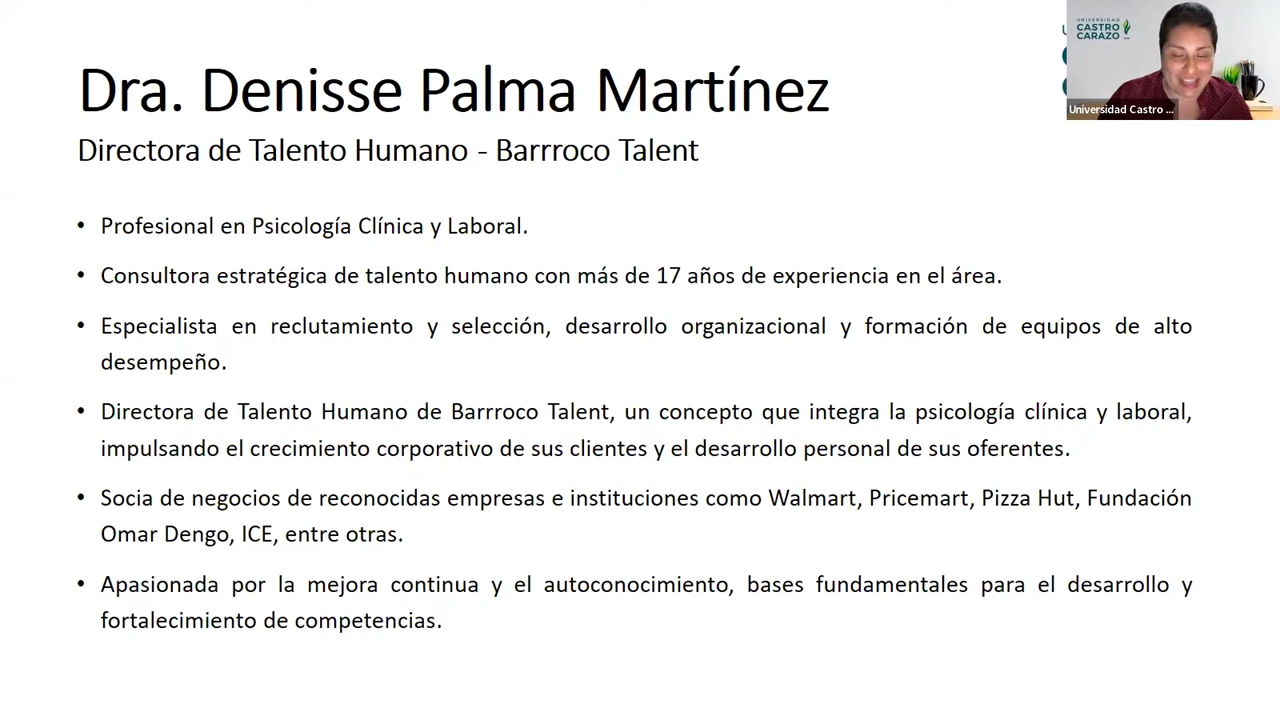 Dra. Denisse Palma Martínez
Directora de Talento Humano - Barrroco Talent
• Profesional en Psicología Clínica y Laboral.
• Consultora estratégica de talento humano con más de 17 años de experiencia en el área.
• Especialista en reclutamiento y selección, desarrollo organizacional y formación de equipos de alto
desempeño.
• Directora de Talento Humano de Barrroco Talent, un concepto que integra la psicología clínica y laboral,
impulsando el crecimiento corporativo de sus clientes y el desarrollo personal de sus oferentes.
• Socia de negocios de reconocidas empresas e instituciones como Walmart, Pricemart, Pizza Hut, Fundación
Omar Dengo, ICE, entre otras.
• Apasionada por la mejora continua y el autoconocimiento, bases fundamentales para el desarrollo y
fortalecimiento de competencias.
UNIVERSIDAD
CASTRO
CARAZO
Universidad Castro ...